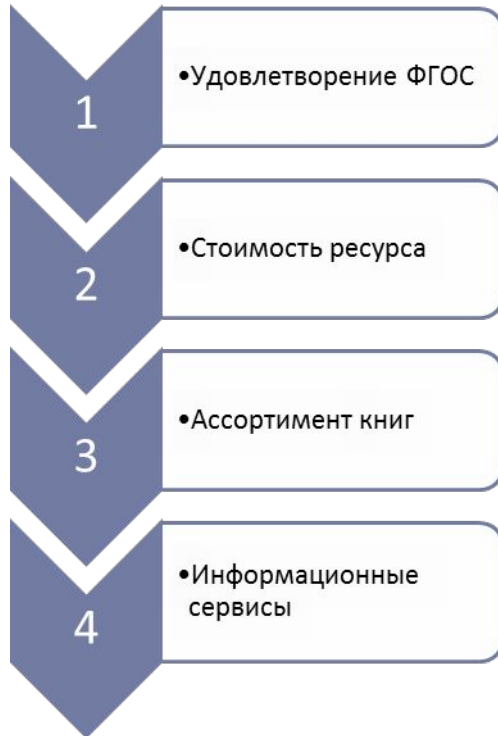 1
•Удовлетворение ФГОС
2
•Стоимость ресурса
3
•Ассортимент книг
4
•Информационные
сервисы